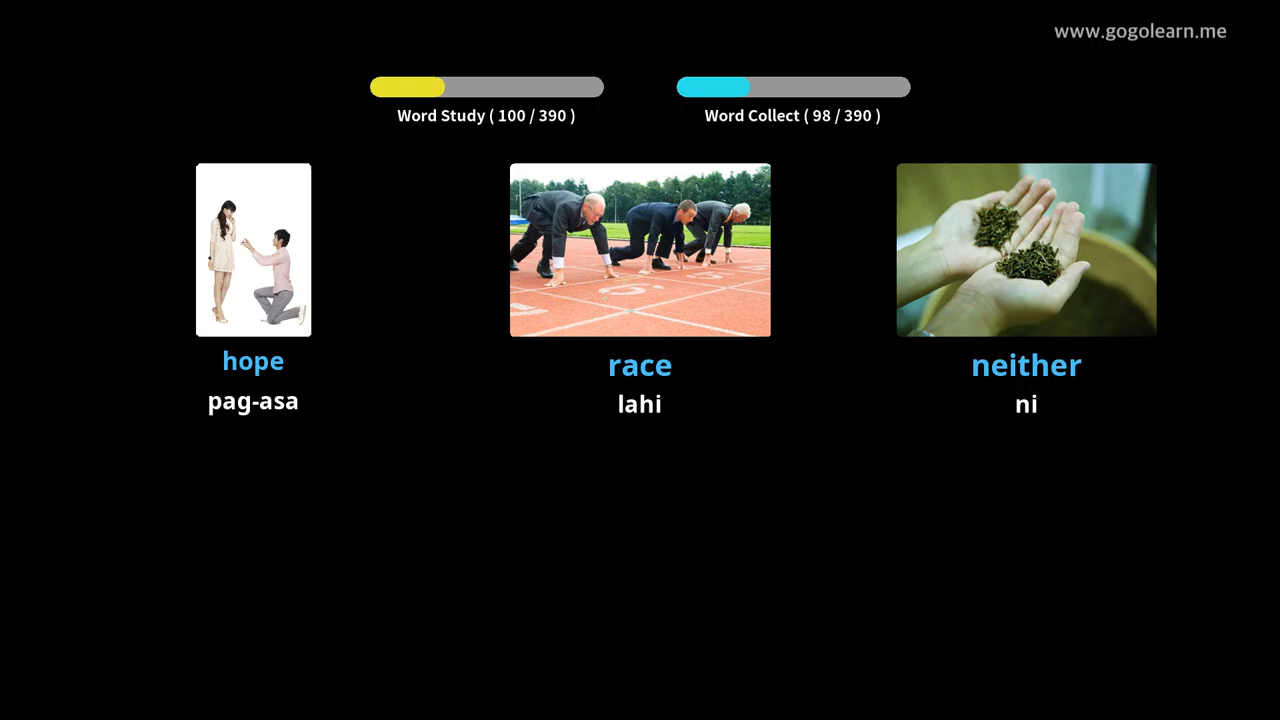 www.gogolearn.me
Word Study ( 100 / 390 )
Word Collect ( 98 / 390 )
hope
pag-asa
race
lahi
neither
ni